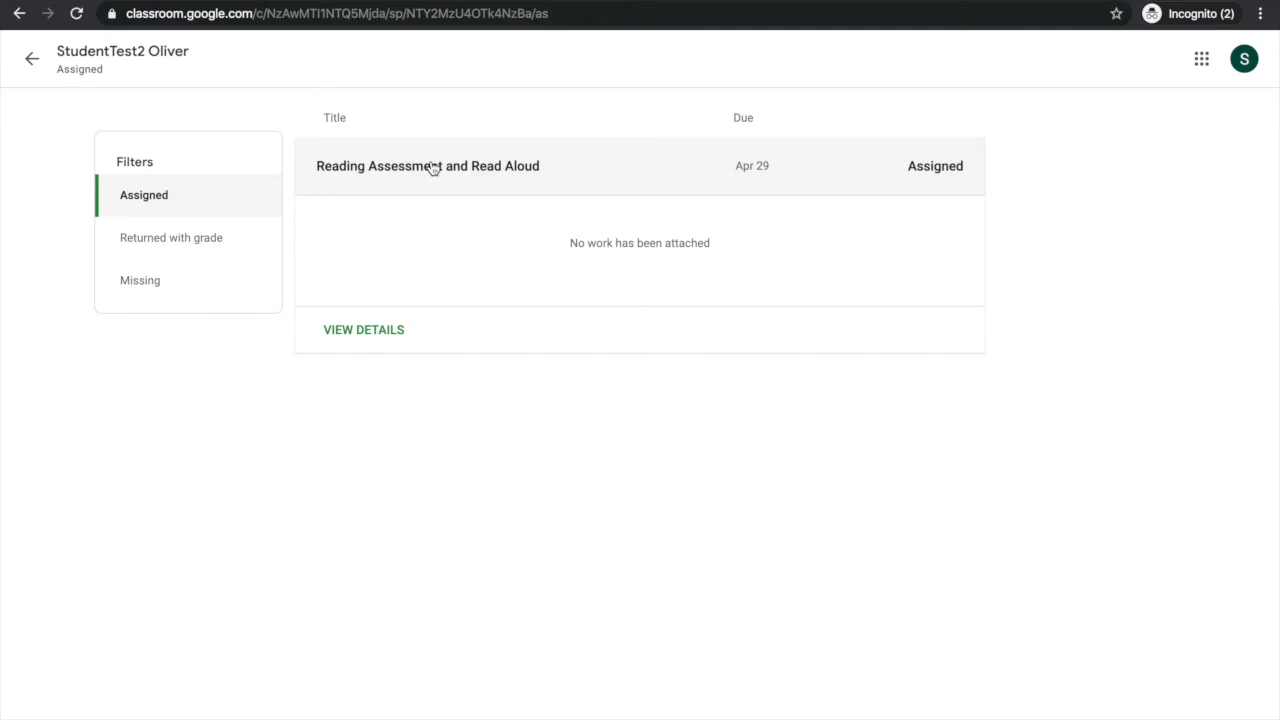 classroom.google.com/c/NzAwMTI1NTQ5Mjda/sp/NTY2MzU4OTk4NzBa/as
Incognito (2)
StudentTest2 Oliver
Assigned
S
Title
Due
Filters
Assigned
Returned with grade
Missing
Reading Assessment and Read Aloud
Apr 29
Assigned
No work has been attached
VIEW DETAILS